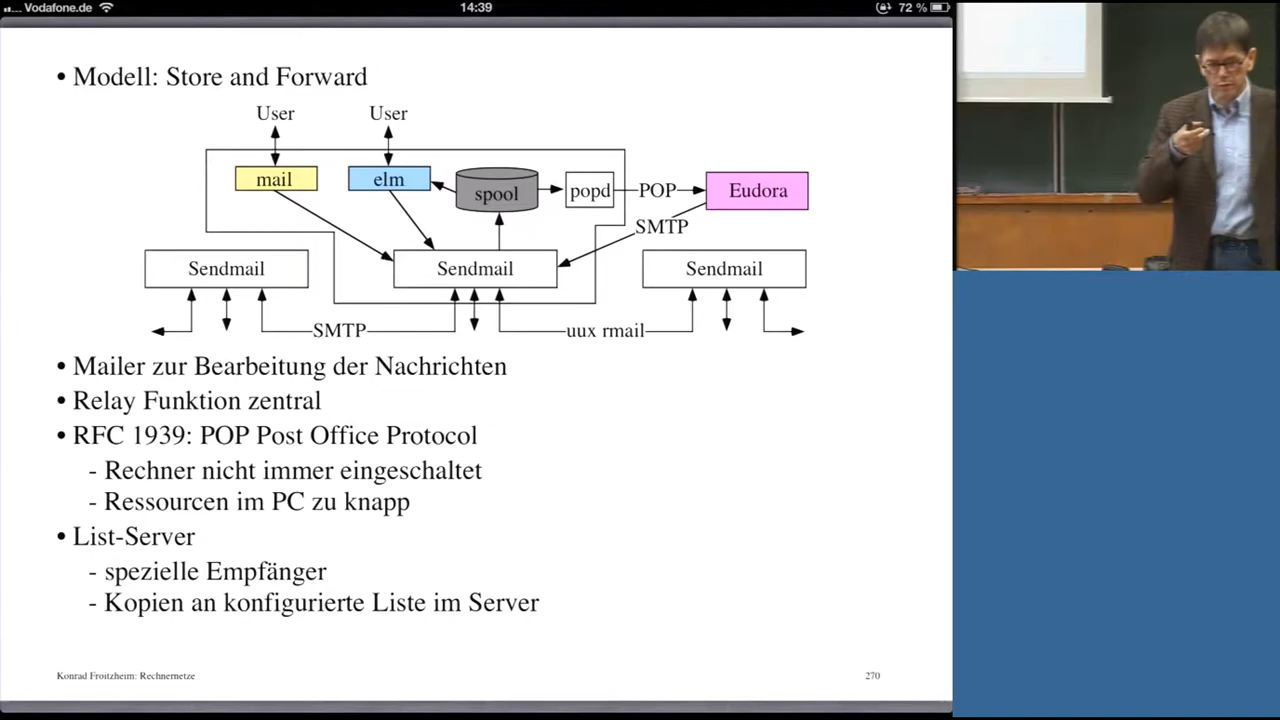 Vodafone.de 14:39 72 %
• Modell: Store and Forward
User User
mail elm spool popd POP Eudora
SMTP
Sendmail Sendmail Sendmail
SMTP uux rmail
• Mailer zur Bearbeitung der Nachrichten
• Relay Funktion zentral
• RFC 1939: POP Post Office Protocol
- Rechner nicht immer eingeschaltet
- Ressourcen im PC zu knapp
• List-Server
- spezielle Empfänger
- Kopien an konfigurierte Liste im Server
Konrad Froitzheim: Rechnernetze 270